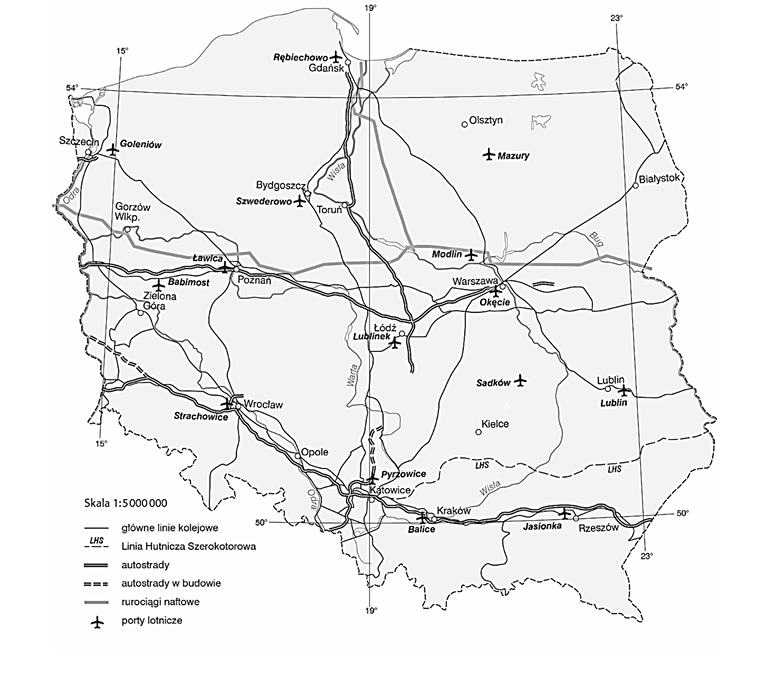 19°
23°
15°
Rębiechowo
Gdańsk
54°
54°
Olsztyn
Szczecin
Goleniów
Mazury
Wisła
Białystok
Odra
Bydgoszcz
Szwederowo
Toruń
Gorzów
Wlkp.
Bug
Modlin
Ławica
Poznań
Babimost
Warszawa
Okęcie
Zielona
Góra
Łódź
Lublinek
Warta
Sadków
Lublin
Lublin
Wrocław
Strachowice
Kielce
15°
Opole
LHS
LHS
Pyrzowice
Katowice
Wisła
Odra
50°
Kraków
Balice
Jasionka
Rzeszów
50°
23°
19°
Skala 1:5 000 000
główne linie kolejowe
LHS
Linia Hutnicza Szerokotorowa
autostrady
autostrady w budowie
rurociągi naftowe
porty lotnicze